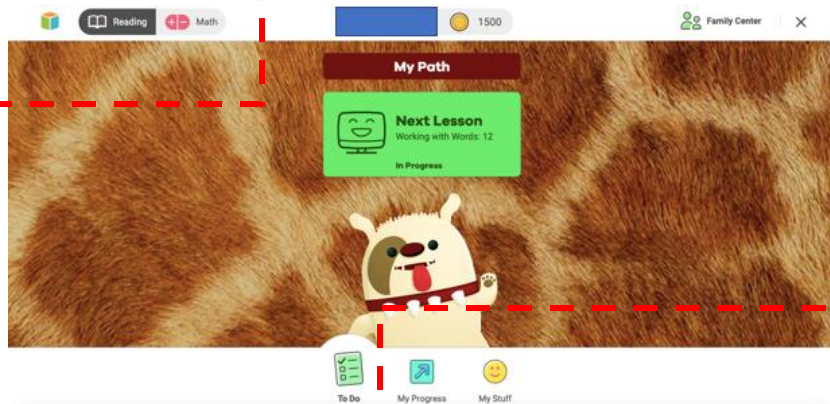 Reading
Math
1500
Family Center
My Path
Next Lesson
Working with Words: 12
In Progress
To Do
My Progress
My Stuff